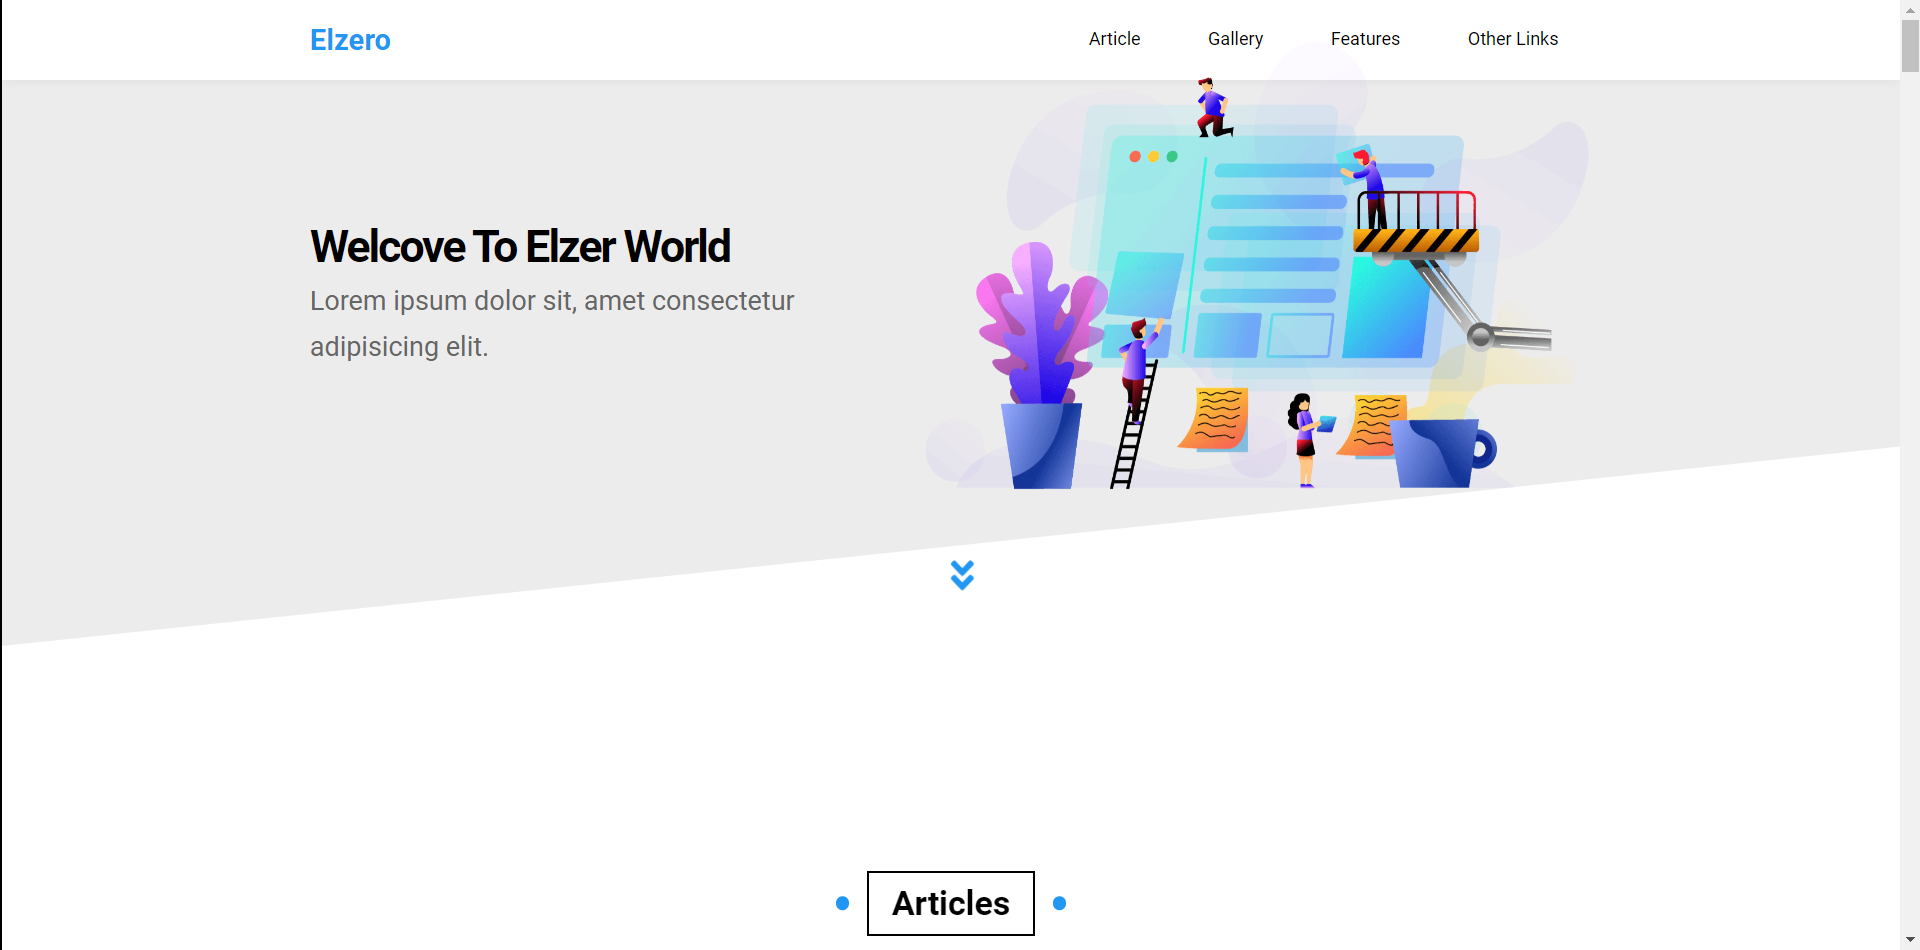 Elzero
Article Gallery Features Other Links
Welcove To Elzer World
Lorem ipsum dolor sit, amet consectetur
adipisicing elit.
Articles